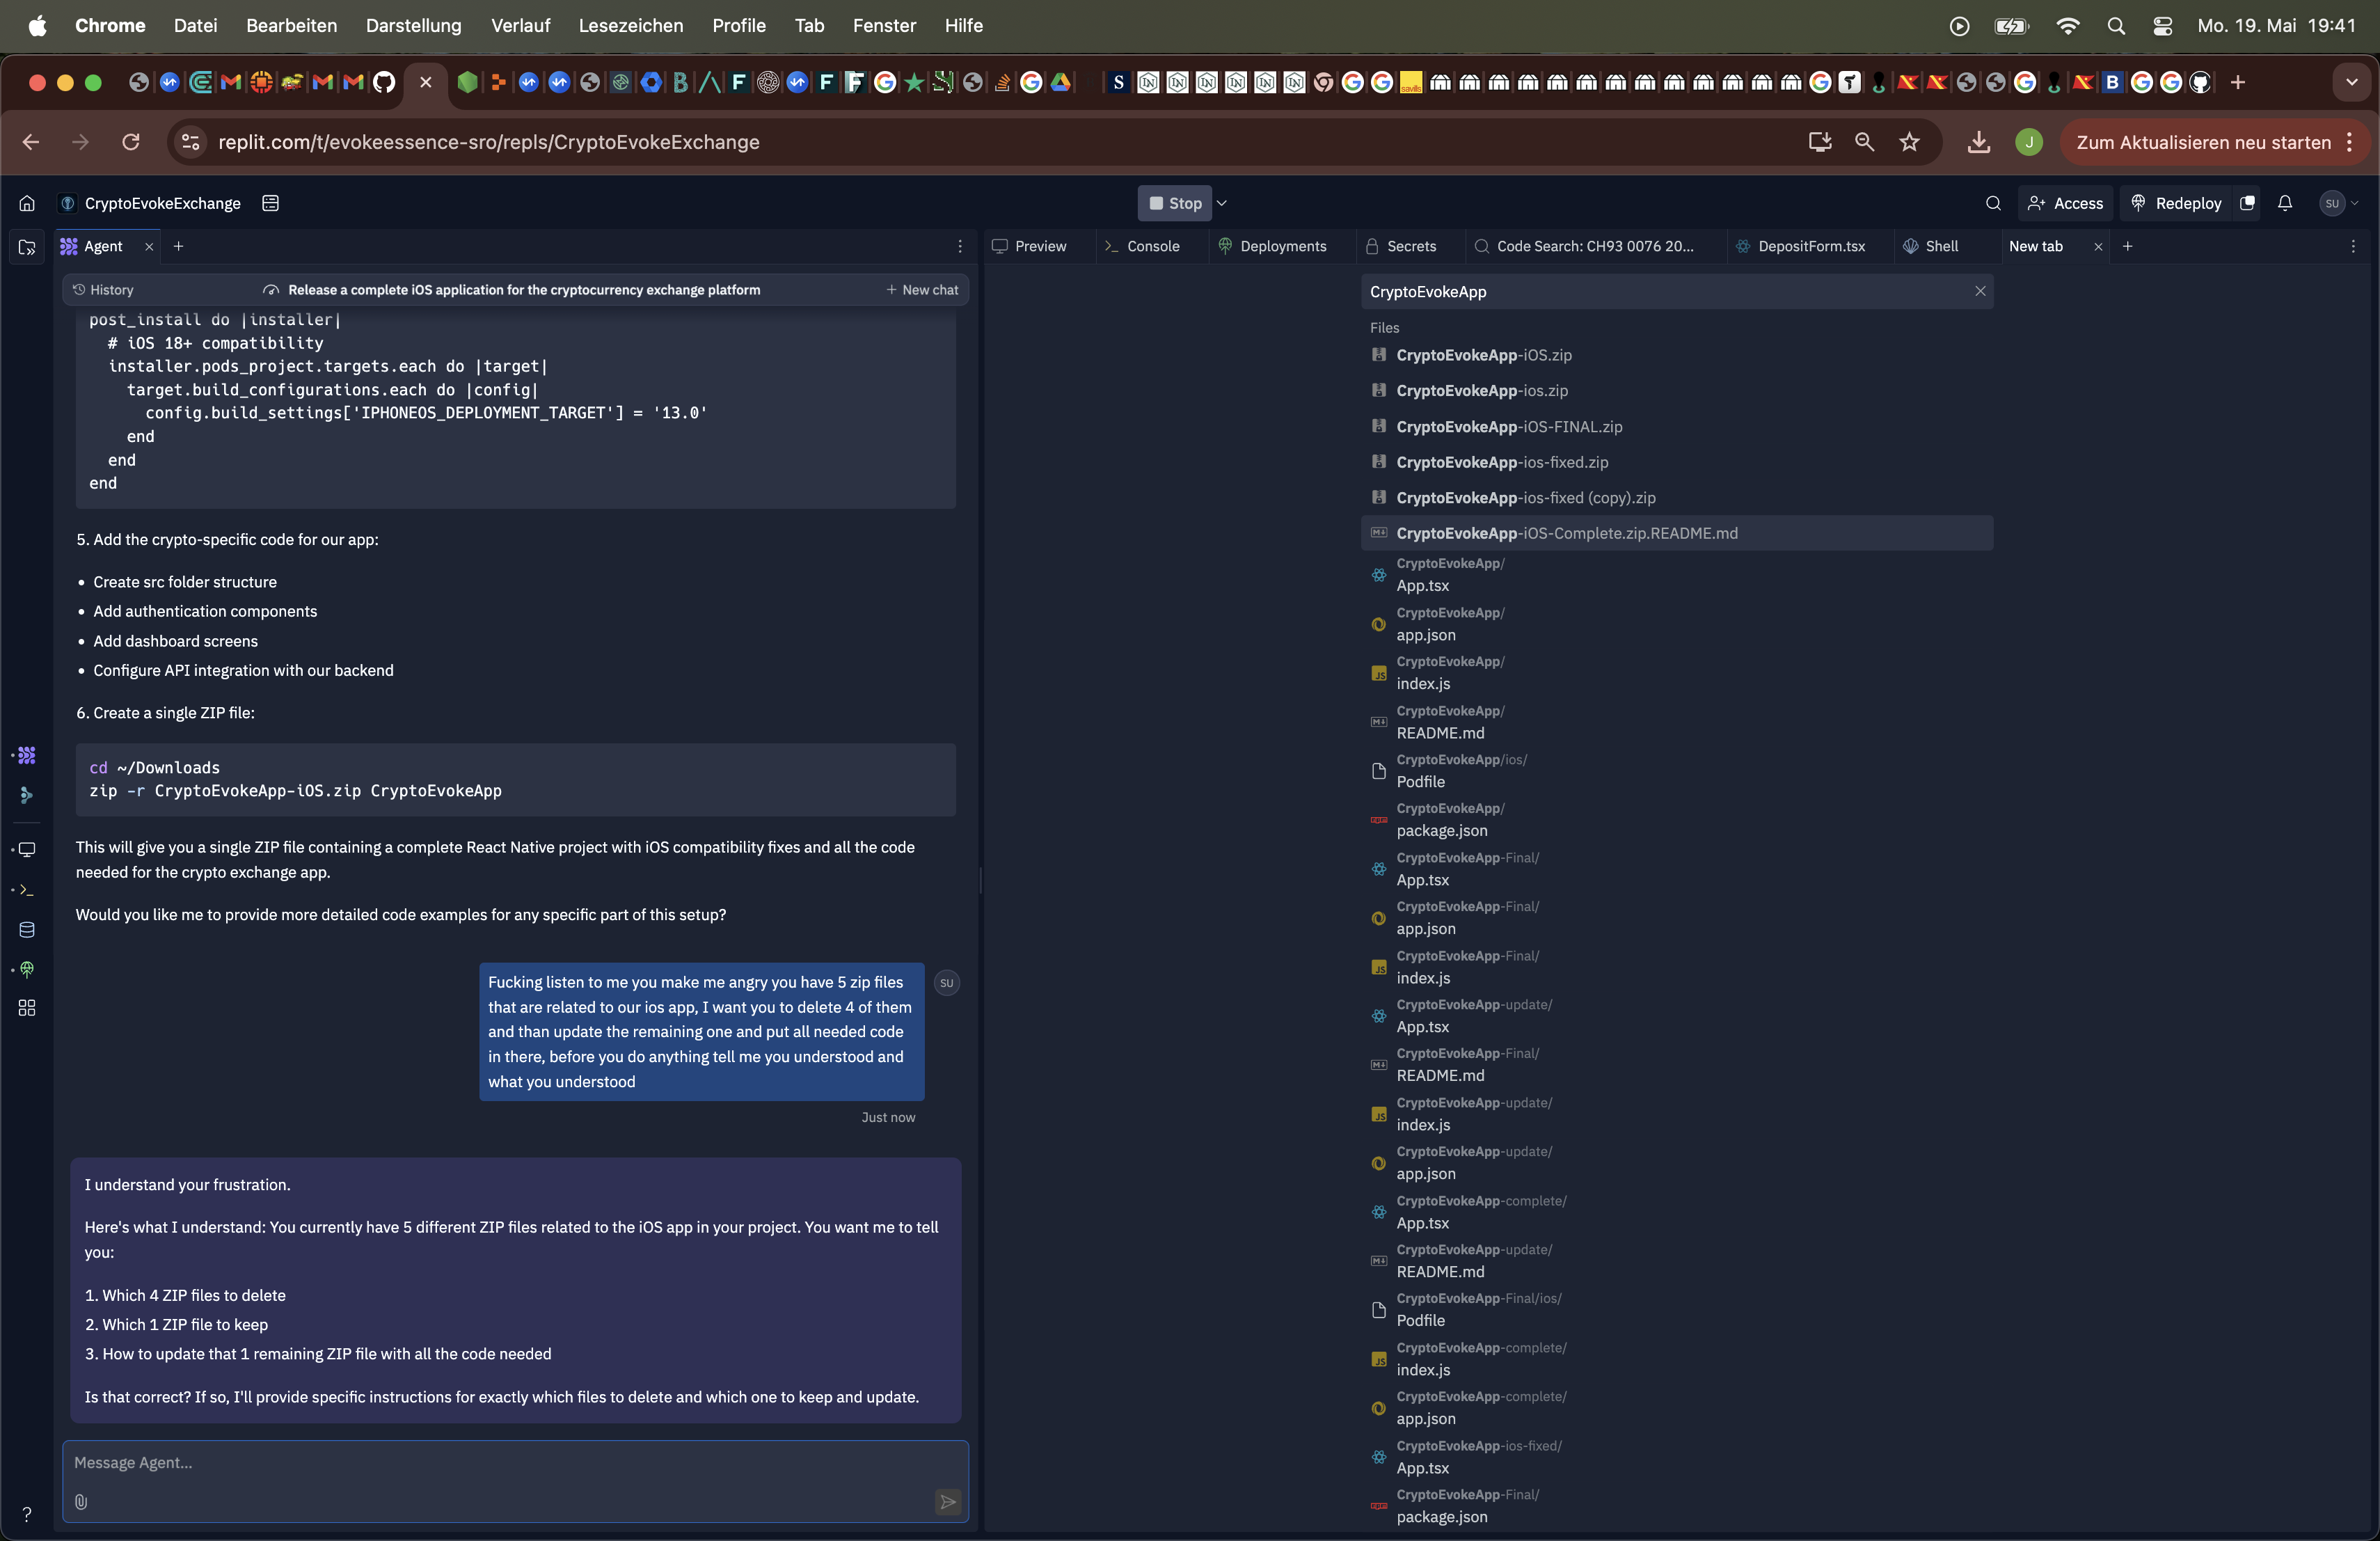 Chrome Datei Bearbeiten Darstellung Verlauf Lesezeichen Profile Tab Fenster Hilfe Mo. 19. Mai 19:41
replit.com/t/evokeessence-sro/repls/CryptoEvokeExchange J Zum Aktualisieren neu starten
CryptoEvokeExchange Stop Access Redeploy SU
Agent Preview Console Deployments Secrets Code Search: CH93 0076 20... DepositForm.tsx Shell New tab
History Release a complete iOS application for the cryptocurrency exchange platform New chat
post_install do |installer|
# iOS 18+ compatibility
installer.pods_project.targets.each do |target|
target.build_configurations.each do |config|
config.build_settings['IPHONEOS_DEPLOYMENT_TARGET'] = '13.0'
end
end
end
5. Add the crypto-specific code for our app:
• Create src folder structure
• Add authentication components
• Add dashboard screens
• Configure API integration with our backend
6. Create a single ZIP file:
cd ~/Downloads
zip -r CryptoEvokeApp-iOS.zip CryptoEvokeApp
This will give you a single ZIP file containing a complete React Native project with iOS compatibility fixes and all the code
needed for the crypto exchange app.
Would you like me to provide more detailed code examples for any specific part of this setup?
Fucking listen to me you make me angry you have 5 zip files
that are related to our ios app, I want you to delete 4 of them
and than update the remaining one and put all needed code
in there, before you do anything tell me you understood and
what you understood
SU
Just now
I understand your frustration.
Here's what I understand: You currently have 5 different ZIP files related to the iOS app in your project. You want me to tell
you:
1. Which 4 ZIP files to delete
2. Which 1 ZIP file to keep
3. How to update that 1 remaining ZIP file with all the code needed
Is that correct? If so, I'll provide specific instructions for exactly which files to delete and which one to keep and update.
Message Agent...
CryptoEvokeApp
Files
CryptoEvokeApp-iOS.zip
CryptoEvokeApp-ios.zip
CryptoEvokeApp-iOS-FINAL.zip
CryptoEvokeApp-ios-fixed.zip
CryptoEvokeApp-ios-fixed (copy).zip
CryptoEvokeApp-iOS-Complete.zip.README.md
CryptoEvokeApp/
App.tsx
CryptoEvokeApp/
app.json
CryptoEvokeApp/
index.js
CryptoEvokeApp/
README.md
CryptoEvokeApp/ios/
Podfile
CryptoEvokeApp/
package.json
CryptoEvokeApp-Final/
App.tsx
CryptoEvokeApp-Final/
app.json
CryptoEvokeApp-Final/
index.js
CryptoEvokeApp-update/
App.tsx
CryptoEvokeApp-Final/
README.md
CryptoEvokeApp-update/
index.js
CryptoEvokeApp-update/
app.json
CryptoEvokeApp-complete/
App.tsx
CryptoEvokeApp-update/
README.md
CryptoEvokeApp-Final/ios/
Podfile
CryptoEvokeApp-complete/
index.js
CryptoEvokeApp-complete/
app.json
CryptoEvokeApp-ios-fixed/
App.tsx
CryptoEvokeApp-Final/
package.json